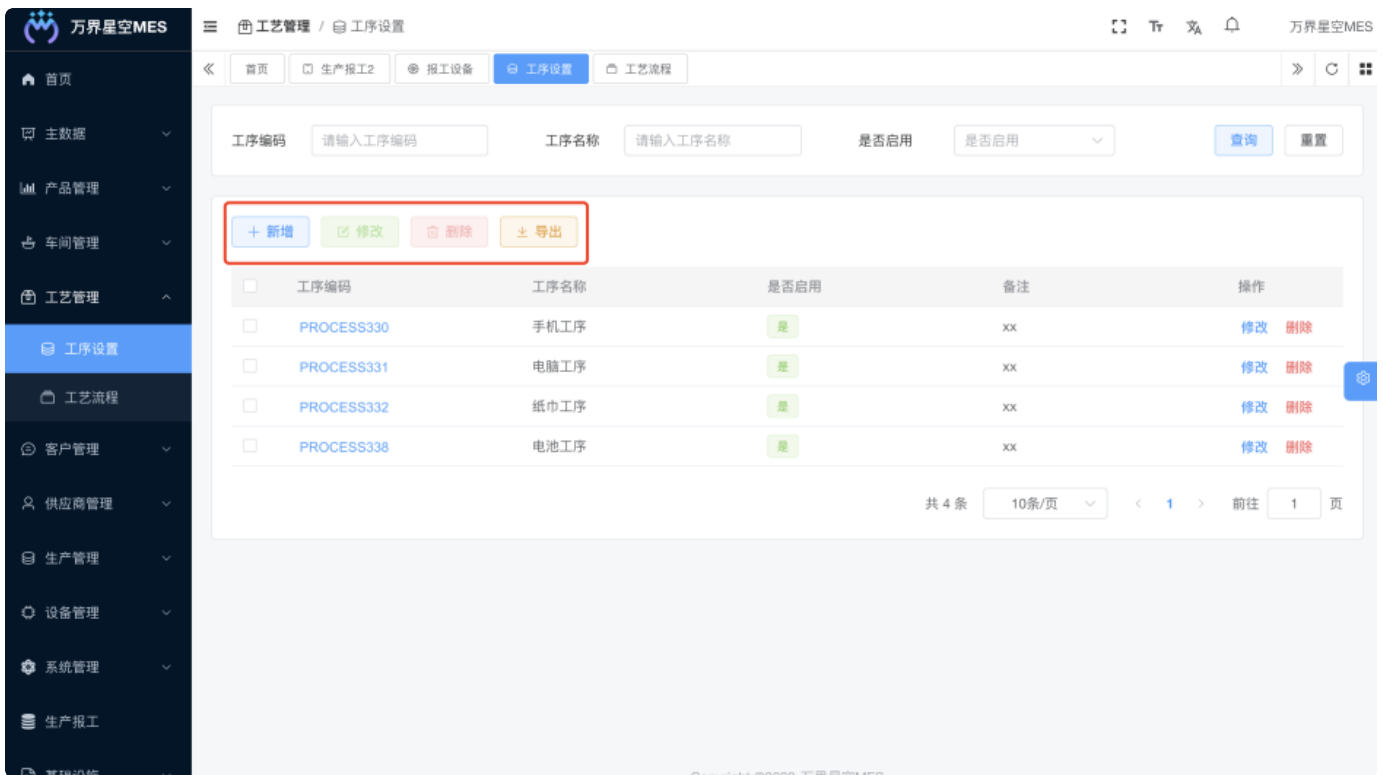 万界星空MES
工艺管理 / 工序设置
万界星空MES
首页
生产报工2
报工设备
工序设置
工艺流程
首页
主数据
产品管理
车间管理
工艺管理
工序设置
工艺流程
客户管理
供应商管理
生产管理
设备管理
系统管理
生产报工
基础设施
工序编码 请输入工序编码 工序名称 请输入工序名称 是否启用 是否启用 查询 重置
新增 修改 删除 导出
工序编码 工序名称 是否启用 备注 操作
PROCESS330 手机工序 是 xx 修改 删除
PROCESS331 电脑工序 是 xx 修改 删除
PROCESS332 纸巾工序 是 xx 修改 删除
PROCESS338 电池工序 是 xx 修改 删除
共 4 条 10条/页 1 前往 1 页